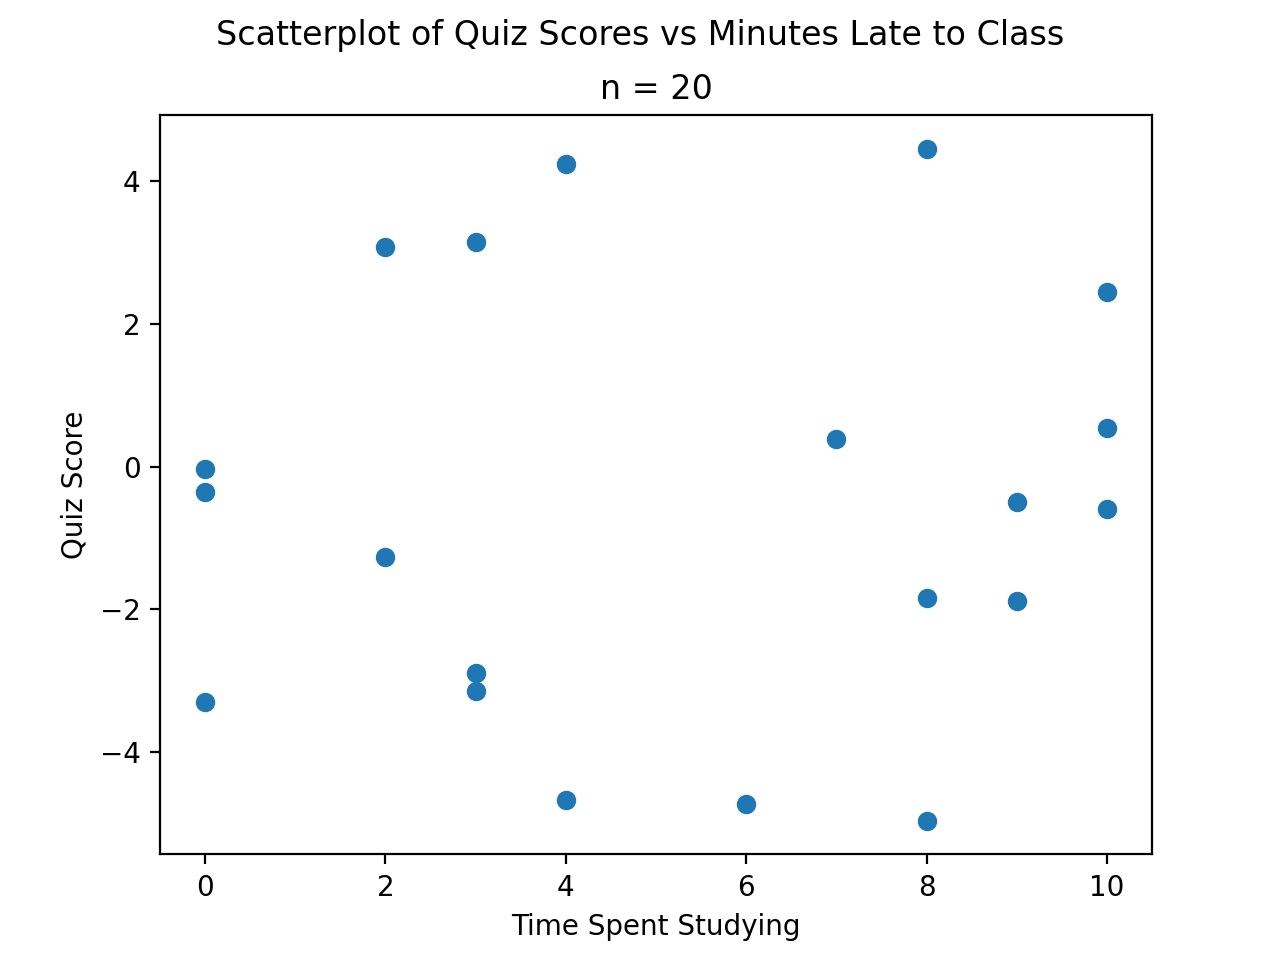 Scatterplot of Quiz Scores vs Minutes Late to Class
n = 20
4
2
0
−2
−4
Quiz Score
0 2 4 6 8 10
Time Spent Studying